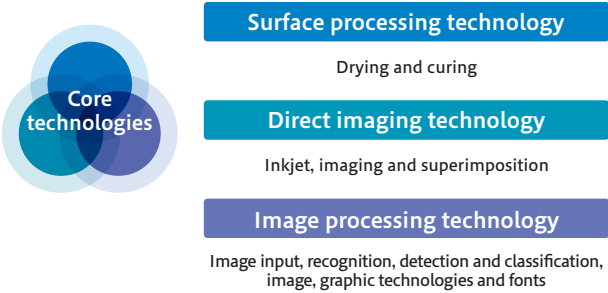 Core
technologies
Surface processing technology
Drying and curing
Direct imaging technology
Inkjet, imaging and superimposition
Image processing technology
Image input, recognition, detection and classification,
image, graphic technologies and fonts